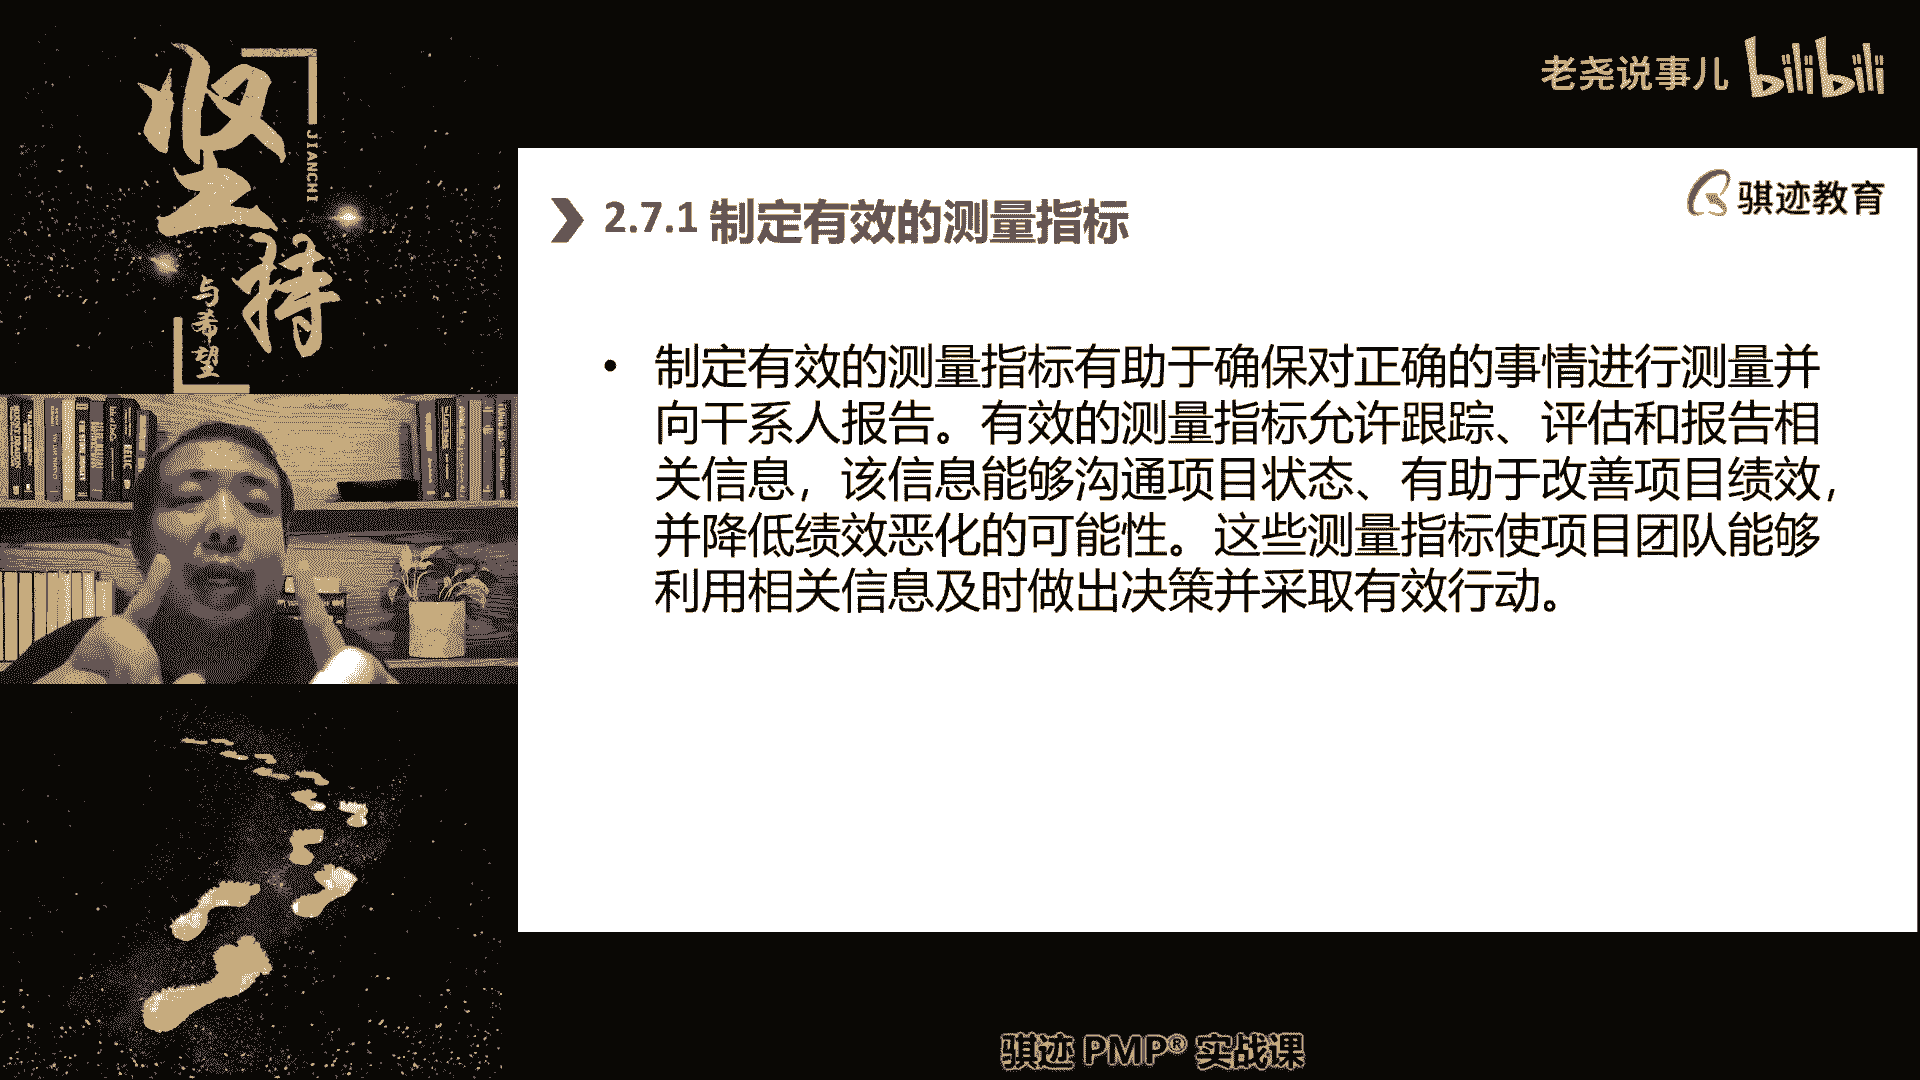 坚持
JIANCHI
与希望
老尧说事儿 bilibili
骐迹教育
2.7.1 制定有效的测量指标
• 制定有效的测量指标有助于确保对正确的事情进行测量并
向干系人报告。有效的测量指标允许跟踪、评估和报告相
关信息，该信息能够沟通项目状态、有助于改善项目绩效，
并降低绩效恶化的可能性。这些测量指标使项目团队能够
利用相关信息及时做出决策并采取有效行动。
骐迹 PMP® 实战课